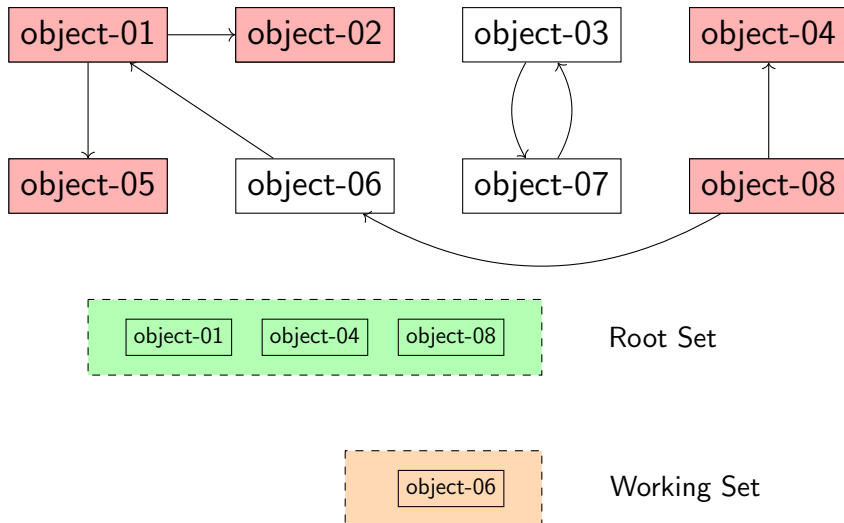 object-01 object-02 object-03 object-04
object-05 object-06 object-07 object-08
object-01 object-04 object-08 Root Set
object-06 Working Set